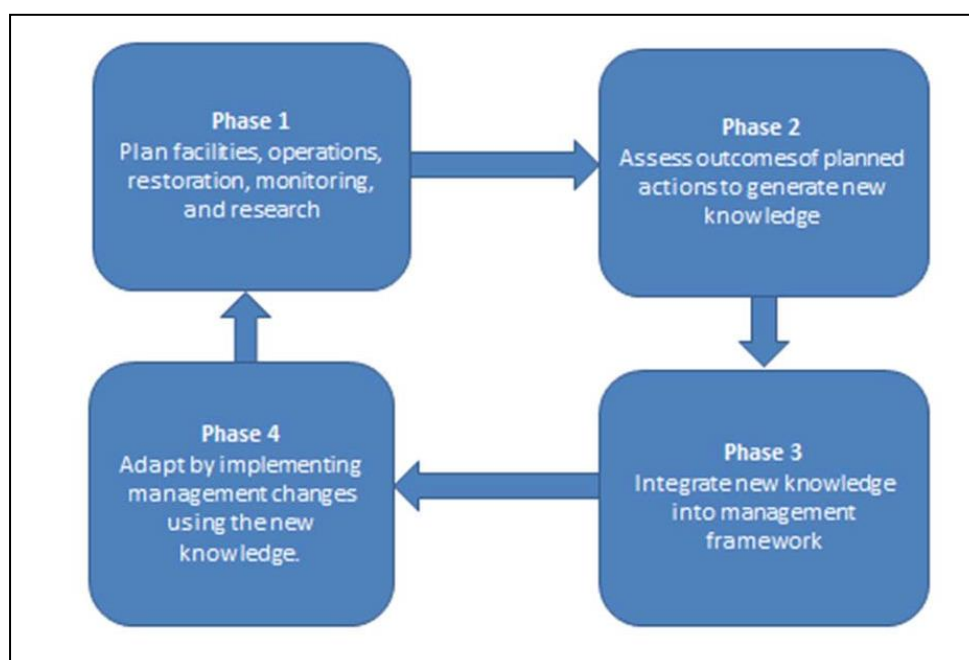 Phase 1
Plan facilities, operations,
restoration, monitoring,
and research
Phase 2
Assess outcomes of planned
actions to generate new
knowledge
Phase 3
Integrate new knowledge
into management
framework
Phase 4
Adapt by implementing
management changes
using the new
knowledge.